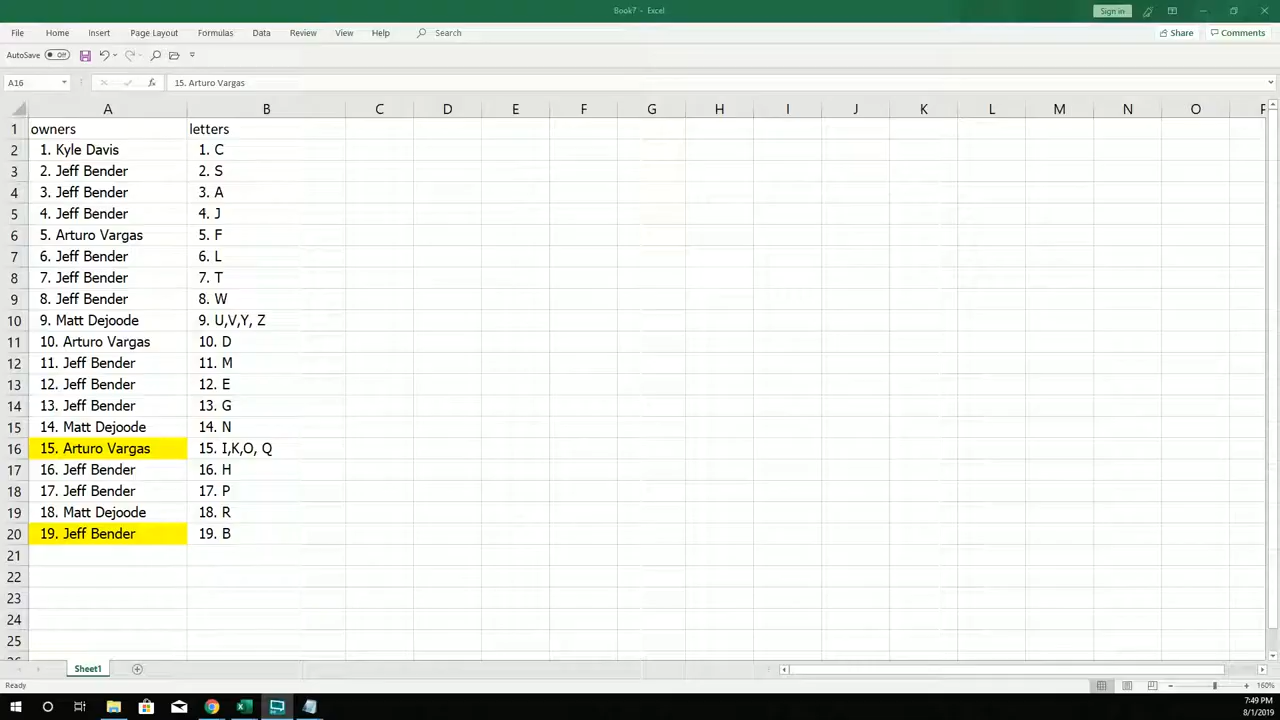 Book7 - Excel
Sign in
File Home Insert Page Layout Formulas Data Review View Help Search Share Comments
AutoSave Off
A16 fx 15. Arturo Vargas
A B C D E F G H I J K L M N O P
1 owners letters
2 1. Kyle Davis 1. C
3 2. Jeff Bender 2. S
4 3. Jeff Bender 3. A
5 4. Jeff Bender 4. J
6 5. Arturo Vargas 5. F
7 6. Jeff Bender 6. L
8 7. Jeff Bender 7. T
9 8. Jeff Bender 8. W
10 9. Matt Dejoode 9. U,V,Y, Z
11 10. Arturo Vargas 10. D
12 11. Jeff Bender 11. M
13 12. Jeff Bender 12. E
14 13. Jeff Bender 13. G
15 14. Matt Dejoode 14. N
16 15. Arturo Vargas 15. I,K,O, Q
17 16. Jeff Bender 16. H
18 17. Jeff Bender 17. P
19 18. Matt Dejoode 18. R
20 19. Jeff Bender 19. B
21
22
23
24
25
26
Sheet1
Ready 160%
7:49 PM
8/1/2019